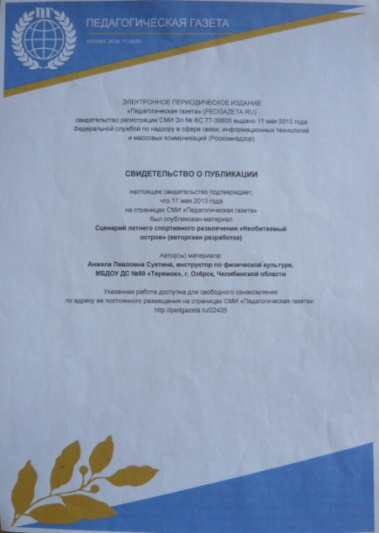 ПГ
ПЕДАГОГИЧЕСКАЯ ГАЗЕТА
ЭЛЕКТРОННОЕ ПЕРИОДИЧЕСКОЕ ИЗДАНИЕ
«Педагогическая газета» (PEDGAZETA.RU)
свидетельство регистрации СМИ Эл № ФС 77-39805 выдано 11 мая 2010 года
Федеральной службой по надзору в сфере связи, информационных технологий
и массовых коммуникаций (Роскомнадзор)
СВИДЕТЕЛЬСТВО О ПУБЛИКАЦИИ
настоящее свидетельство подтверждает,
что 17 мая 2013 года
на страницах СМИ «Педагогическая газета»
был опубликован материал
Сценарий летнего спортивного развлечения «Необитаемый
остров» (авторская разработка)
Автор(ы) материала
Анжела Павловна Суетина, инструктор по физической культуре,
МБДОУ ДС №50 «Теремок», г. Озёрск, Челябинской области
Указанная работа доступна для свободного ознакомления
по адресу ее постоянного размещения на страницах СМИ «Педагогическая газета»:
http://pedgazeta.ru/22435